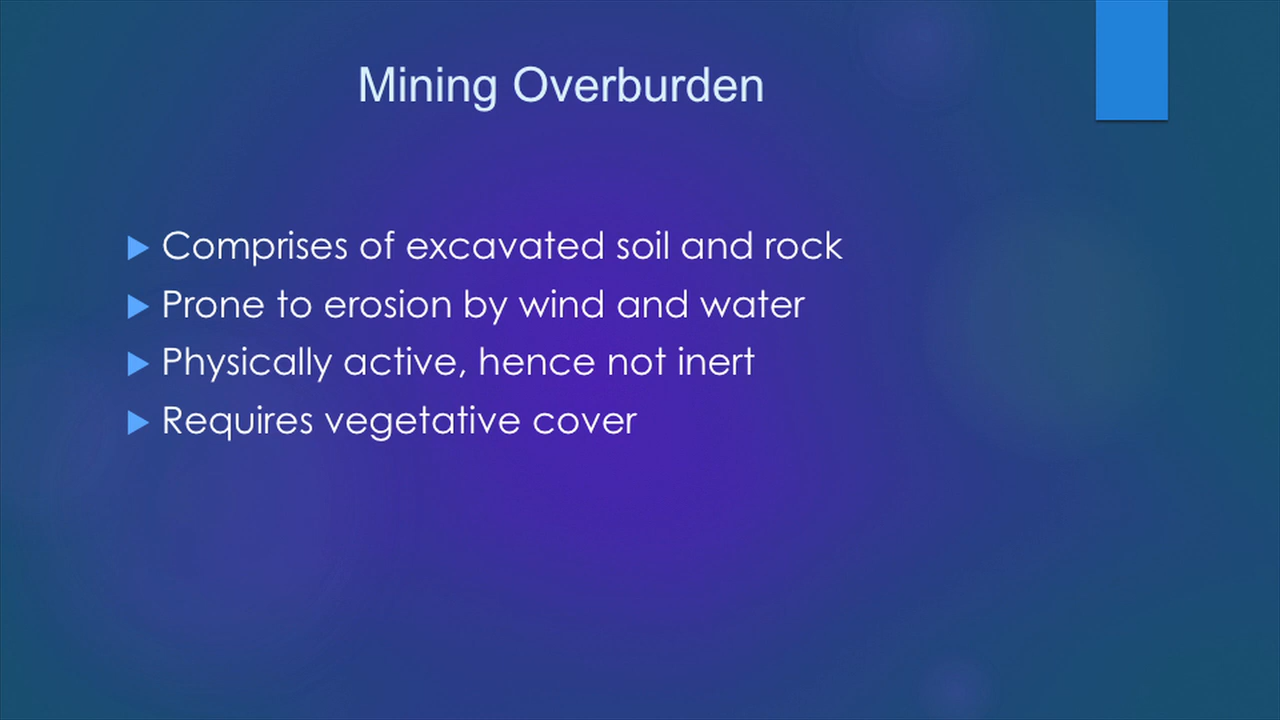 Mining Overburden
Comprises of excavated soil and rock
Prone to erosion by wind and water
Physically active, hence not inert
Requires vegetative cover